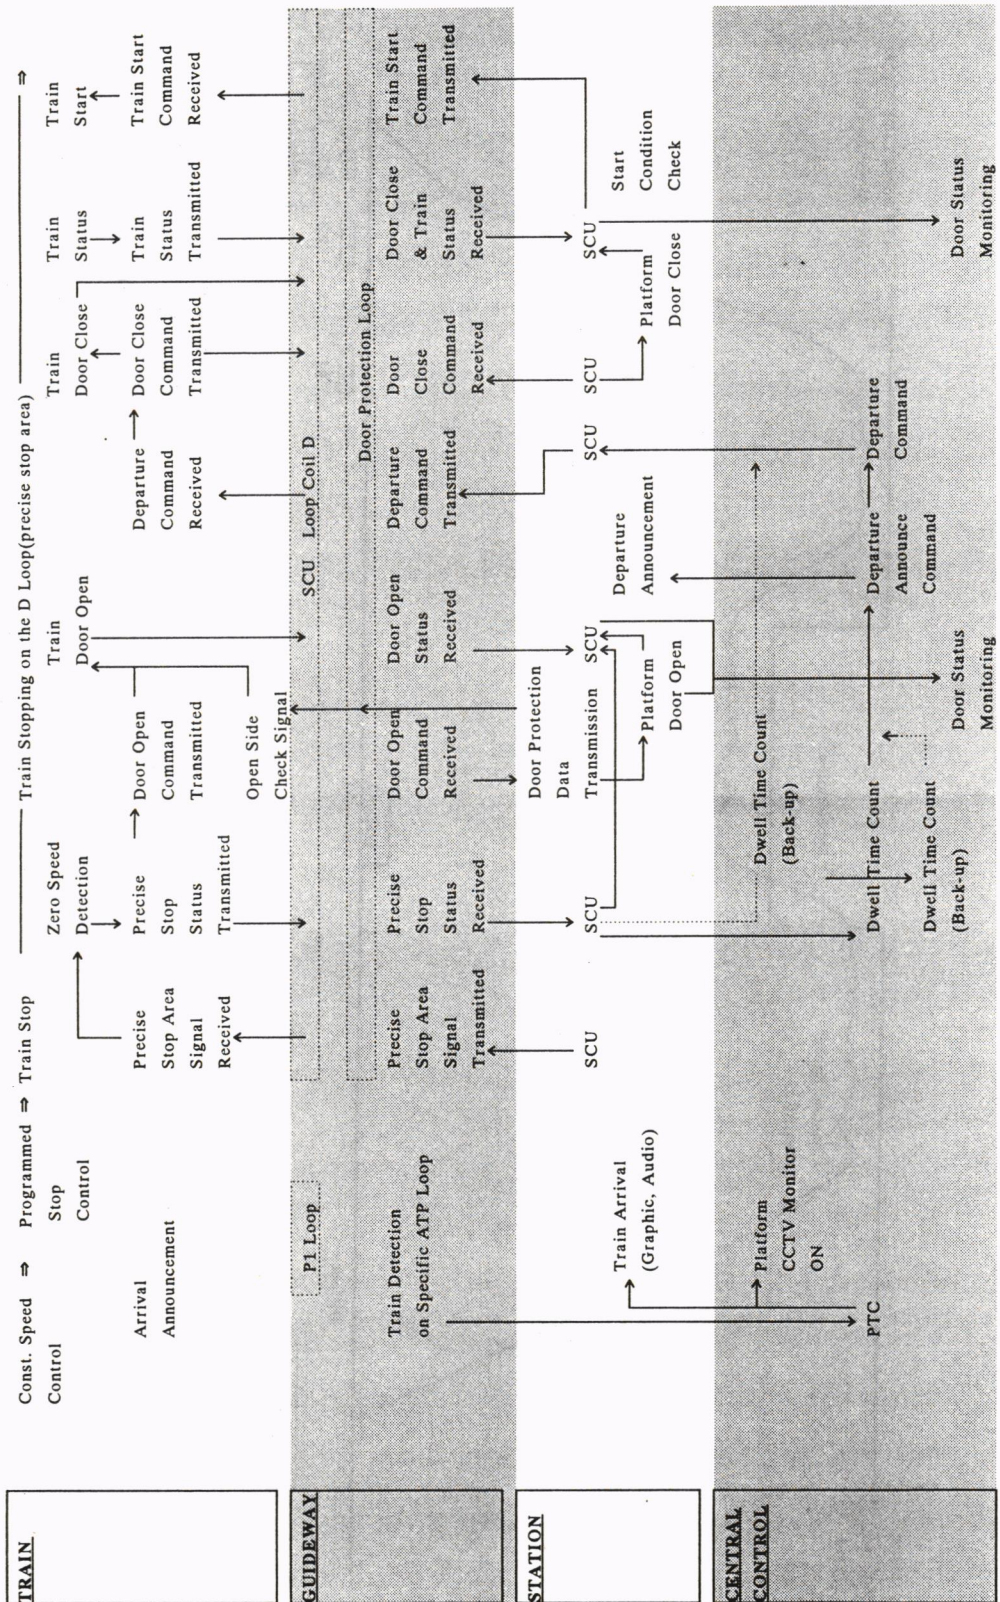 TRAIN
Const. Speed ⇒ Programmed ⇒ Train Stop
Control
Stop
Control
Train Stopping on the D Loop(precise stop area) ⇒
Arrival
Announcement
Precise
Stop Area
Signal
Received
Zero Speed
Detection
Precise
Stop
Status
Transmitted
Door Open
Command
Transmitted
Open Side
Check Signal
Train
Door Open
Departure
Command
Received
Train
Door Close
Door Close
Command
Transmitted
Train
Status
Train
Status
Transmitted
Train
Start
Train Start
Command
Received
GUIDEWAY
P1 Loop
SCU Loop Coil D
Door Protection Loop
Train Detection
on Specific ATP Loop
Precise
Stop Area
Signal
Transmitted
Precise
Stop
Status
Received
Door Open
Command
Received
Door Open
Status
Received
Departure
Command
Transmitted
Door
Close
Command
Received
Door Close
& Train
Status
Received
Train Start
Command
Transmitted
STATION
Train Arrival
(Graphic, Audio)
SCU
SCU
Door Protection
Data
Transmission
Platform
Door Open
SCU
Departure
Announcement
SCU
SCU
Platform
Door Close
SCU
Start
Condition
Check
CENTRAL
CONTROL
PTC
Platform
CCTV Monitor
ON
Dwell Time Count
(Back-up)
Dwell Time Count
Dwell Time Count
(Back-up)
Door Status
Monitoring
Departure
Announce
Command
Departure
Command
Door Status
Monitoring